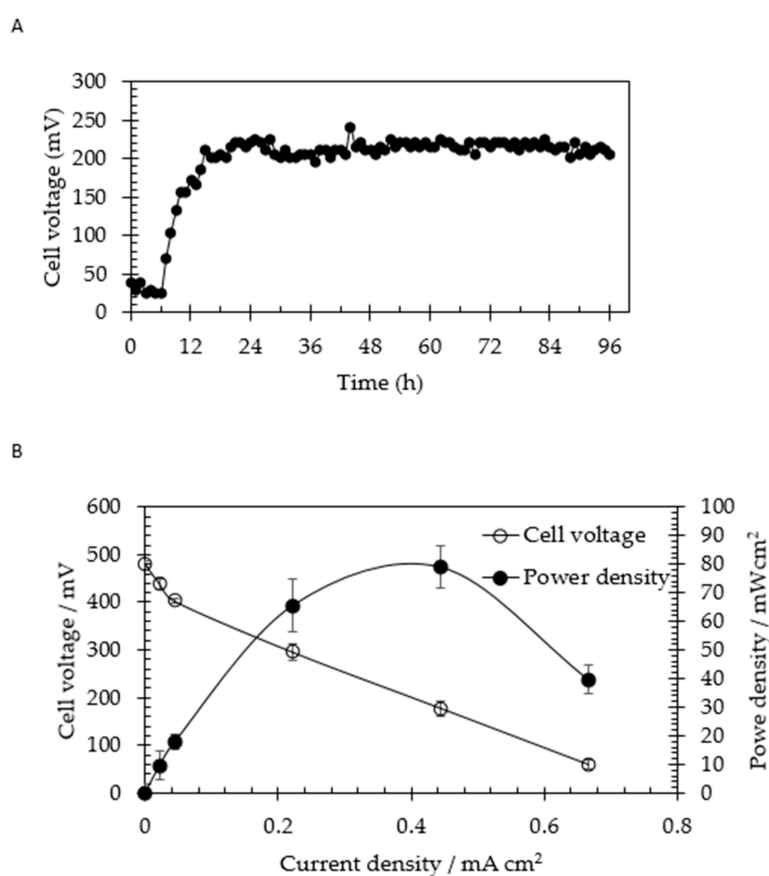 A
300
250
200
150
100
50
0
Cell voltage (mV)
0 12 24 36 48 60 72 84 96
Time (h)
B
600
500
400
300
200
100
0
Cell voltage / mV
Cell voltage
Power density
100
90
80
70
60
50
40
30
20
10
0
Powe density / mWcm²
0 0.2 0.4 0.6 0.8
Current density / mA cm²